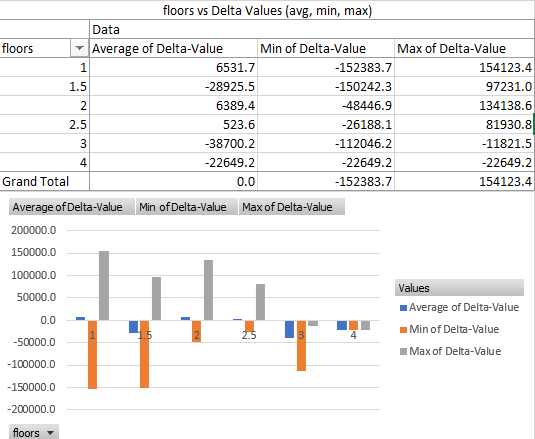 floors vs Delta Values (avg, min, max)
Data
floors Average of Delta-Value Min of Delta-Value Max of Delta-Value
1 6531.7 -152383.7 154123.4
1.5 -28925.5 -150242.3 97231.0
2 6389.4 -48446.9 134138.6
2.5 523.6 -26188.1 81930.8
3 -38700.2 -112046.2 -11821.5
4 -22649.2 -22649.2 -22649.2
Grand Total 0.0 -152383.7 154123.4
Average of Delta-Value Min of Delta-Value Max of Delta-Value
200000.0
150000.0
100000.0
50000.0
0.0
-50000.0
-100000.0
-150000.0
-200000.0
1 1.5 2 2.5 3 4
Values
Average of Delta-Value
Min of Delta-Value
Max of Delta-Value
floors